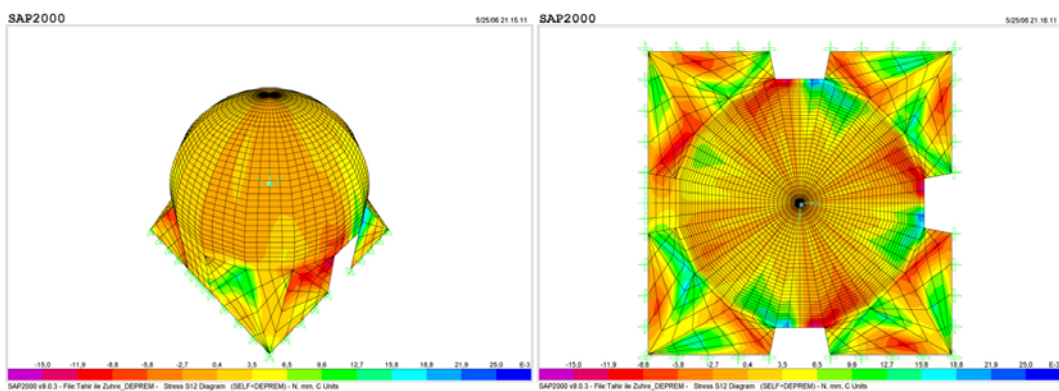 SAP2000
5/25/06 21:15:11
-15.0 -11.9 -8.8 -5.8 -2.7 0.4 3.5 6.5 9.6 12.7 15.8 18.8 21.9 25.0 E-3
SAP2000 v9.0.3 - File:Tahir ile Zuhre_DEPREM - Stress S12 Diagram (SELF+DEPREM) - N, mm, C Units
SAP2000
5/25/06 21:16:11
-15.0 -11.9 -8.8 -5.8 -2.7 0.4 3.5 6.5 9.6 12.7 15.8 18.8 21.9 25.0 E-3
SAP2000 v9.0.3 - File:Tahir ile Zuhre_DEPREM - Stress S12 Diagram (SELF+DEPREM) - N, mm, C Units